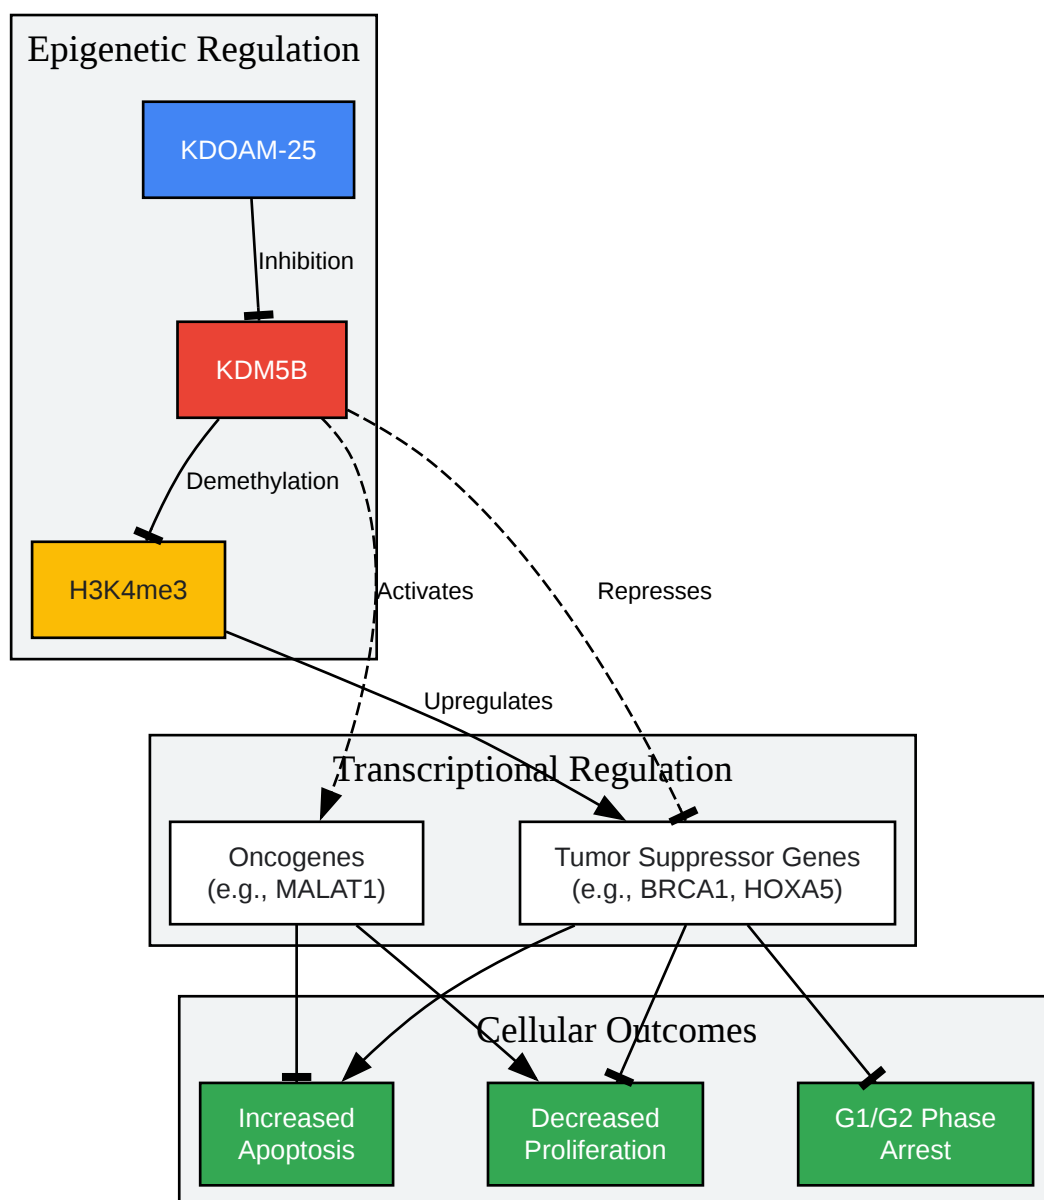 Epigenetic Regulation
KDOAM-25
Inhibition
KDM5B
Demethylation
H3K4me3
Activates
Represses
Upregulates
Transcriptional Regulation
Oncogenes
(e.g., MALAT1)
Tumor Suppressor Genes
(e.g., BRCA1, HOXA5)
Cellular Outcomes
Increased
Apoptosis
Decreased
Proliferation
G1/G2 Phase
Arrest